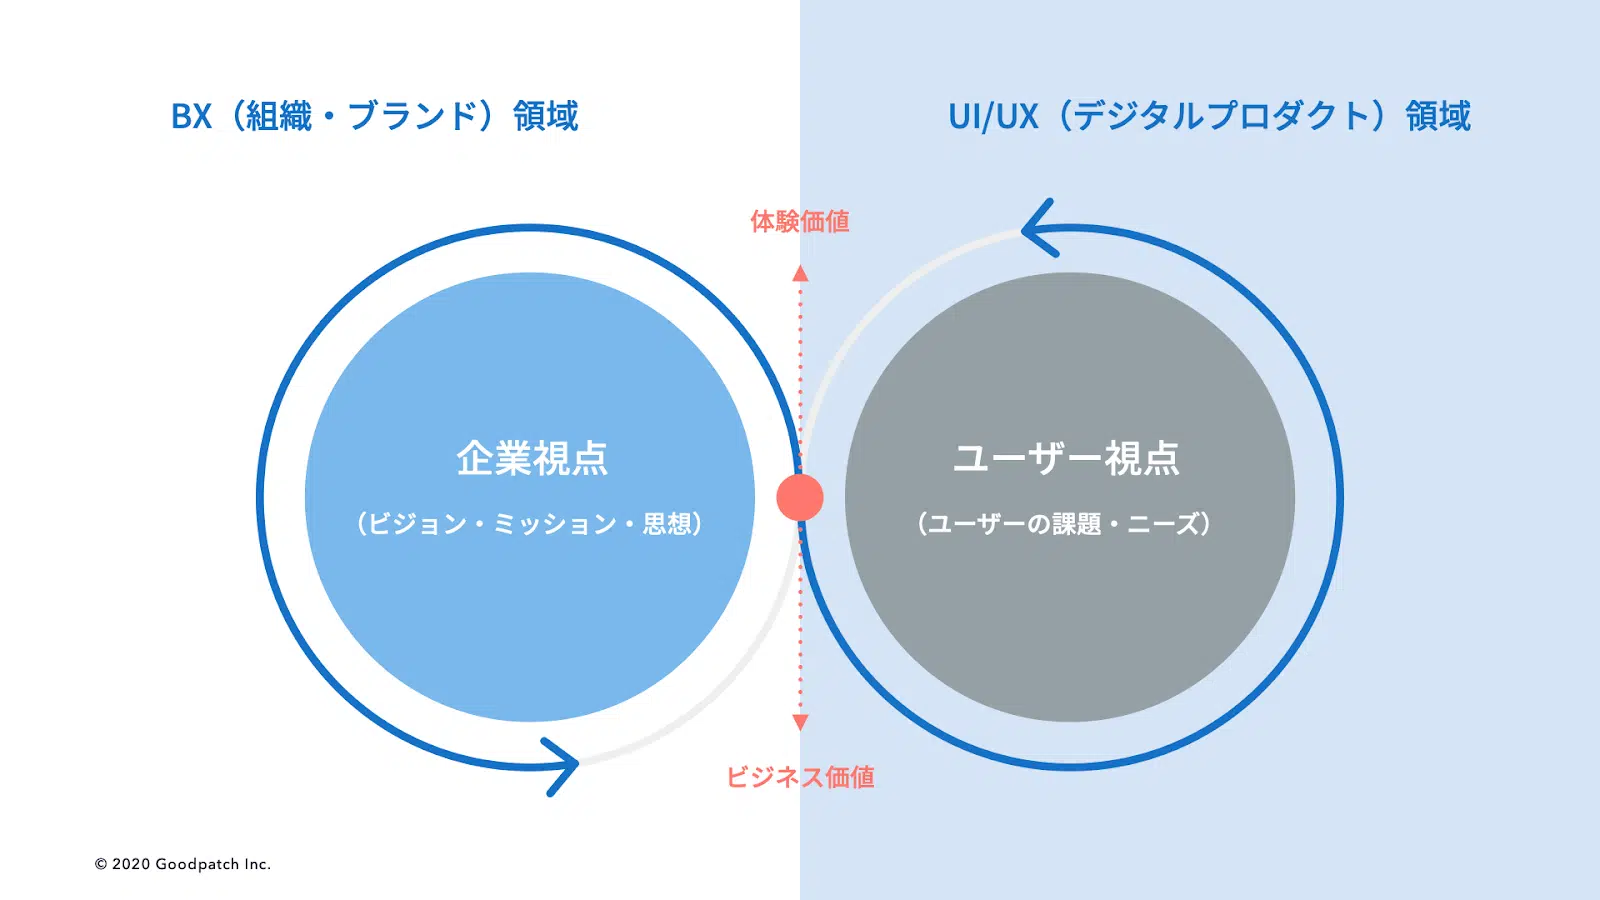 BX（組織・ブランド）領域
UI/UX（デジタルプロダクト）領域
体験価値
企業視点
（ビジョン・ミッション・思想）
ユーザー視点
（ユーザーの課題・ニーズ）
ビジネス価値
© 2020 Goodpatch Inc.